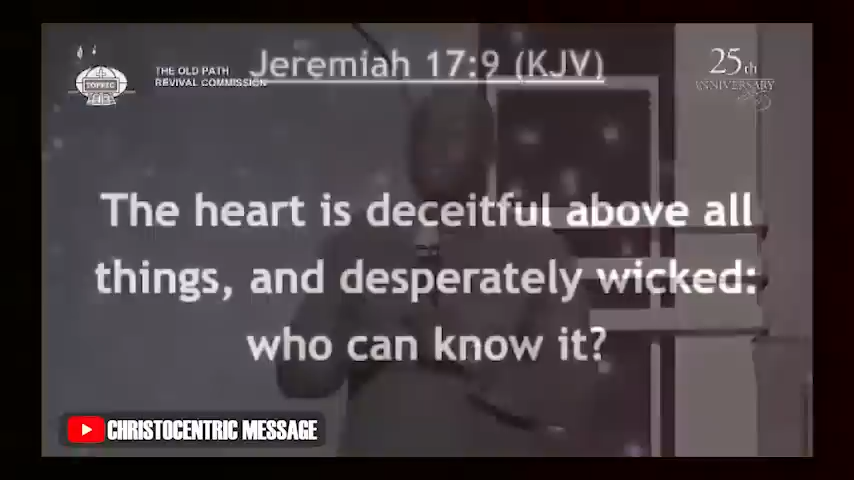 THE OLD PATH
REVIVAL COMMISSION
TOPREC
Jeremiah 17:9 (KJV)
25th
ANNIVERSARY
The heart is deceitful above all
things, and desperately wicked:
who can know it?
CHRISTOCENTRIC MESSAGE